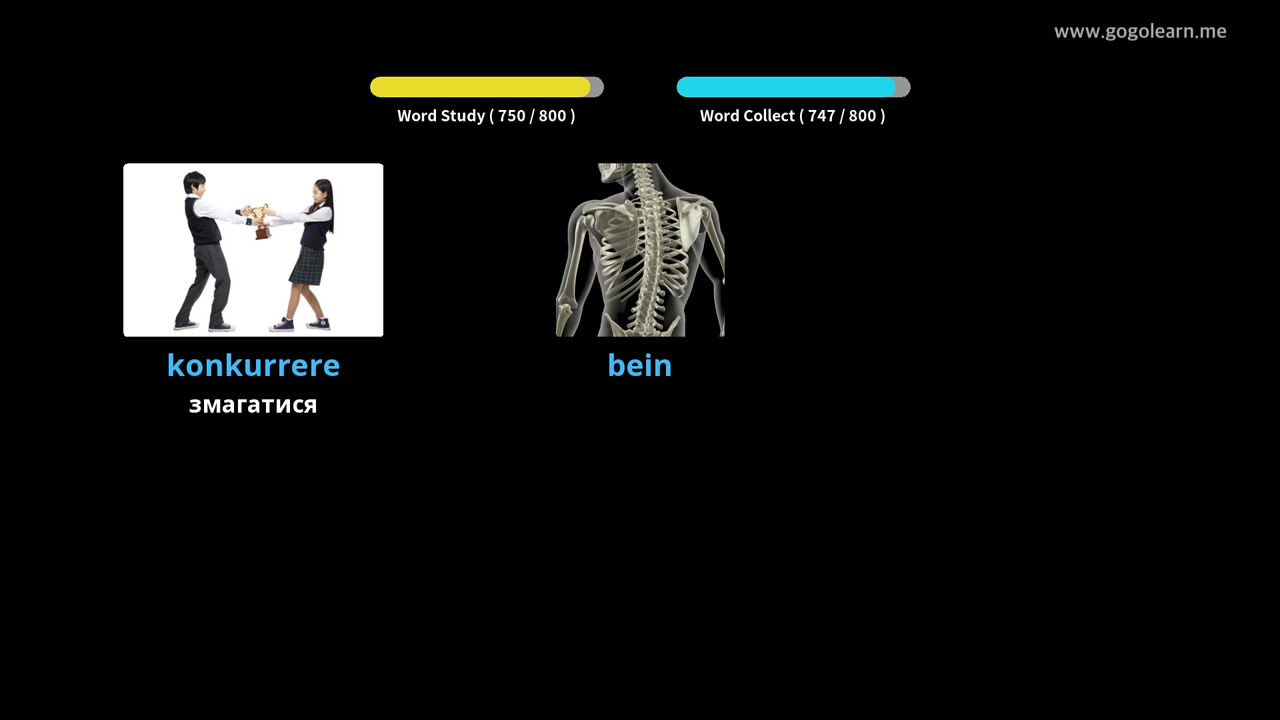 www.gogolearn.me
Word Study ( 750 / 800 )
Word Collect ( 747 / 800 )
konkurrere
змагатися
bein